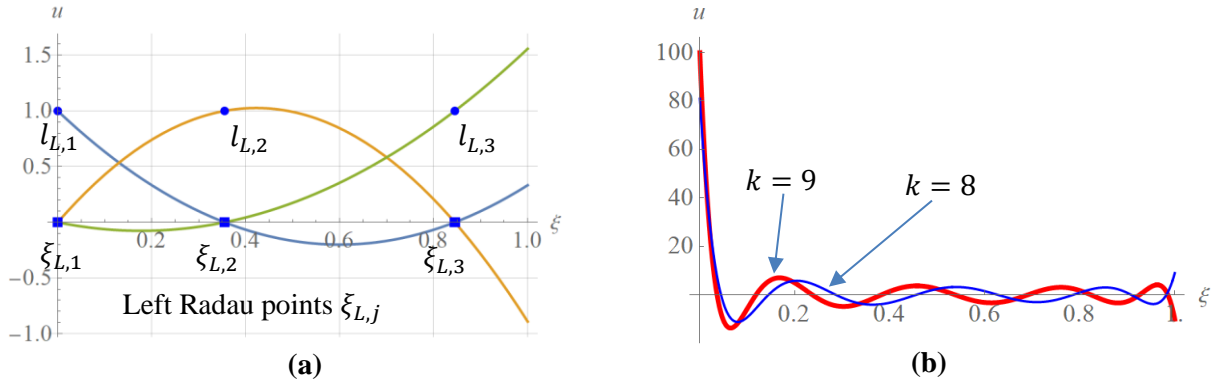 u
1.5
1.0
l_{L,1} l_{L,2} l_{L,3}
0.5
0.2 0.4 0.6 0.8 1.0 ξ
ξ_{L,1} ξ_{L,2} ξ_{L,3}
−0.5
Left Radau points ξ_{L,j}
−1.0
(a)
u
100
80
60
k = 9 k = 8
40
20
0.2 0.4 0.6 0.8 1. ξ
(b)